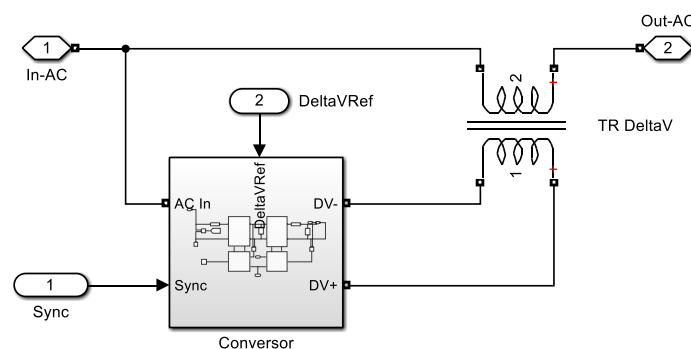 Out-AC
1
2
In-AC
2
DeltaVRef
2
TR DeltaV
1
DeltaVRef
AC In
DV-
1
Sync
DV+
Sync
Conversor